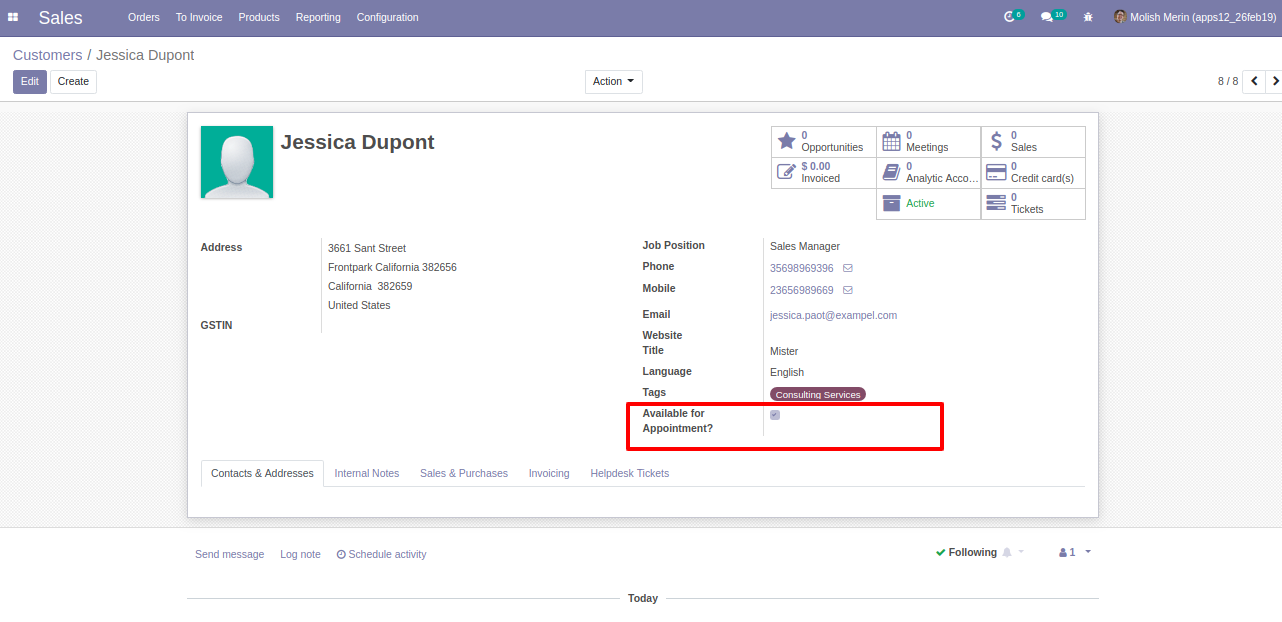 Sales Orders To Invoice Products Reporting Configuration 6 10 Molish Merin (apps12_26feb19)
Customers / Jessica Dupont
Edit Create Action 8 / 8
Jessica Dupont
0 Opportunities
0 Meetings
0 Sales
$ 0.00 Invoiced
0 Analytic Acco...
0 Credit card(s)
Active
0 Tickets
Address
3661 Sant Street
Frontpark California 382656
California 382659
United States
GSTIN
Job Position Sales Manager
Phone 35698969396
Mobile 23656989669
Email jessica.paot@exampel.com
Website
Title Mister
Language English
Tags Consulting Services
Available for
Appointment?
Contacts & Addresses Internal Notes Sales & Purchases Invoicing Helpdesk Tickets
Send message Log note Schedule activity Following 1
Today